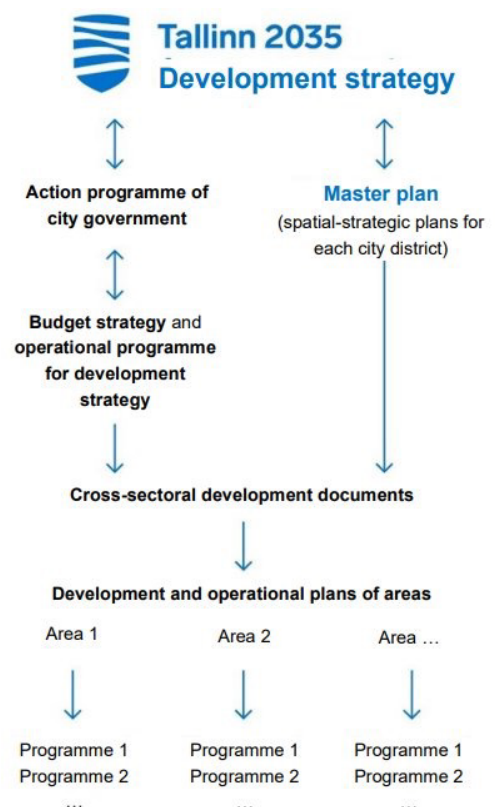 Tallinn 2035
Development strategy
Action programme of
city government
Master plan
(spatial-strategic plans for
each city district)
Budget strategy and
operational programme
for development
strategy
Cross-sectoral development documents
Development and operational plans of areas
Area 1
Area 2
Area …
Programme 1
Programme 2
…
Programme 1
Programme 2
…
Programme 1
Programme 2
…